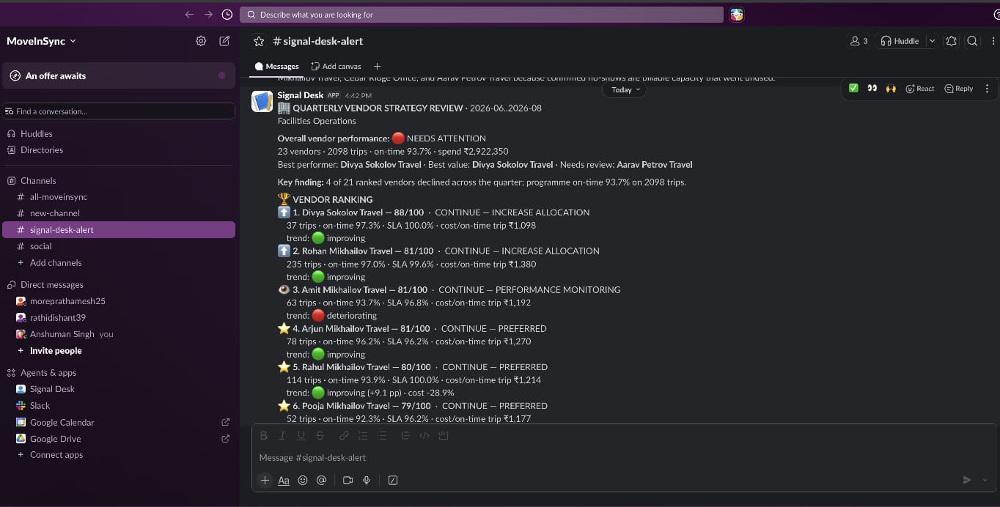 Describe what you are looking for
MoveInSync
An offer awaits
Find a conversation...
Huddles
Directories
Channels
# all-moveinsync
# new-channel
# signal-desk-alert
# social
+ Add channels
Direct messages
moreprathamesh25
rathidishant39
Anshuman Singh you
+ Invite people
Agents & apps
Signal Desk
Slack
Google Calendar
Google Drive
+ Connect apps
# signal-desk-alert
3
Huddle
Messages
Add canvas
+
Mikhailov Travel, Cedar Ridge Office, and Aarav Petrov Travel because confirmed no-shows are billable capacity that went unused.
Today
React
Reply
Signal Desk APP 4:42 PM
QUARTERLY VENDOR STRATEGY REVIEW · 2026-06..2026-08
Facilities Operations
Overall vendor performance: NEEDS ATTENTION
23 vendors · 2098 trips · on-time 93.7% · spend ₹2,922,350
Best performer: Divya Sokolov Travel · Best value: Divya Sokolov Travel · Needs review: Aarav Petrov Travel
Key finding: 4 of 21 ranked vendors declined across the quarter; programme on-time 93.7% on 2098 trips.
VENDOR RANKING
1. Divya Sokolov Travel — 88/100 · CONTINUE — INCREASE ALLOCATION
37 trips · on-time 97.3% · SLA 100.0% · cost/on-time trip ₹1,098
trend: improving
2. Rohan Mikhailov Travel — 81/100 · CONTINUE — INCREASE ALLOCATION
235 trips · on-time 97.0% · SLA 99.6% · cost/on-time trip ₹1,380
trend: improving
3. Amit Mikhailov Travel — 81/100 · CONTINUE — PERFORMANCE MONITORING
63 trips · on-time 93.7% · SLA 96.8% · cost/on-time trip ₹1,192
trend: deteriorating
4. Arjun Mikhailov Travel — 81/100 · CONTINUE — PREFERRED
78 trips · on-time 96.2% · SLA 96.2% · cost/on-time trip ₹1,270
trend: improving
5. Rahul Mikhailov Travel — 80/100 · CONTINUE — PREFERRED
114 trips · on-time 93.9% · SLA 100.0% · cost/on-time trip ₹1,214
trend: improving (+9.1 pp) · cost -28.9%
6. Pooja Mikhailov Travel — 79/100 · CONTINUE — PREFERRED
52 trips · on-time 92.3% · SLA 96.2% · cost/on-time trip ₹1,177
B I U S
Message #signal-desk-alert
+ Aa @